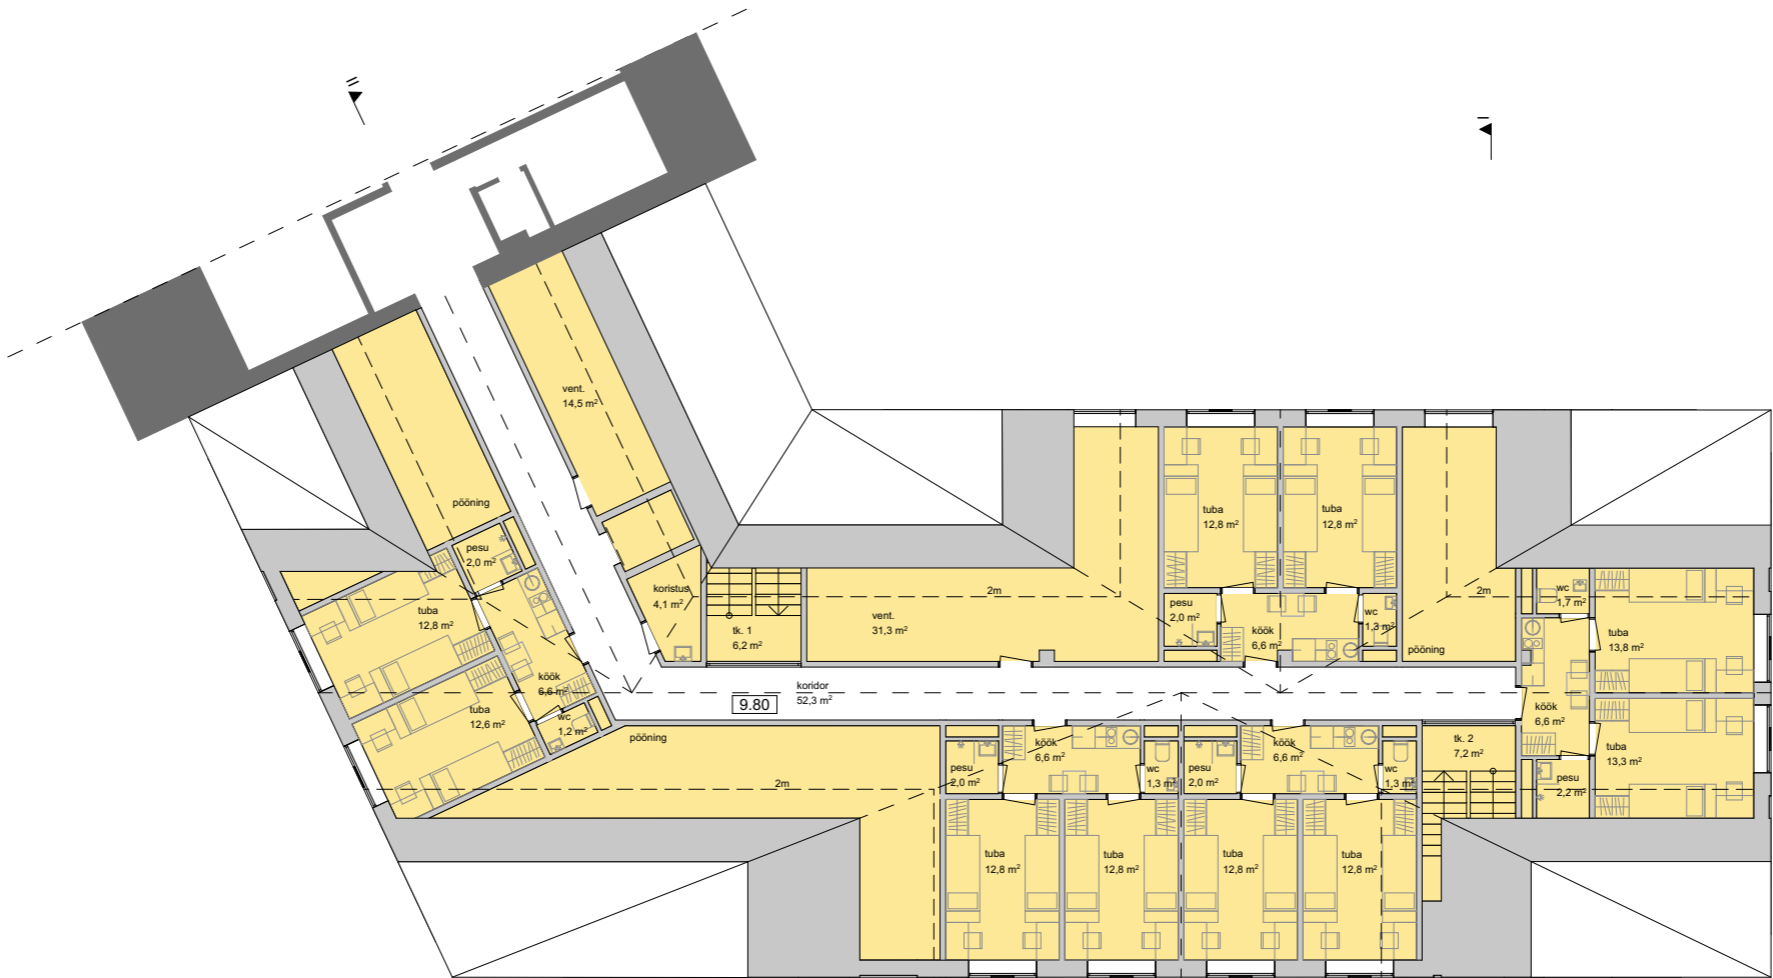 II
I
vent.
14,5 m²
pööning
pesu
2,0 m²
tuba
12,8 m²
köök
6,6 m²
tuba
12,6 m²
wc
1,2 m²
koristus
4,1 m²
tk. 1
6,2 m²
vent.
31,3 m²
2m
tuba
12,8 m²
tuba
12,8 m²
pesu
2,0 m²
köök
6,6 m²
wc
1,3 m²
pööning
2m
wc
1,7 m²
tuba
13,8 m²
köök
6,6 m²
tuba
13,3 m²
pesu
2,2 m²
koridor
52,3 m²
9.80
pööning
2m
pesu
2,0 m²
köök
6,6 m²
wc
1,3 m²
pesu
2,0 m²
köök
6,6 m²
wc
1,3 m²
tk. 2
7,2 m²
tuba
12,8 m²
tuba
12,8 m²
tuba
12,8 m²
tuba
12,8 m²